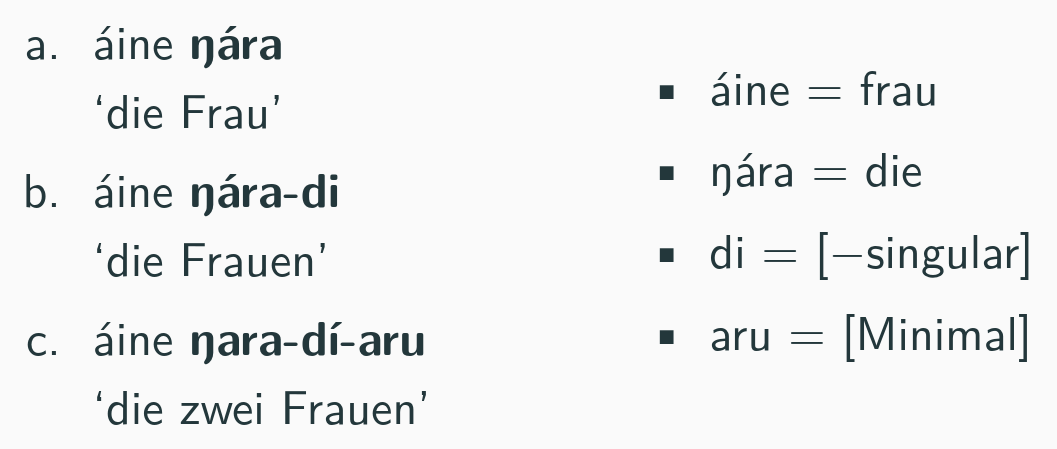 a. áine ŋára
‘die Frau’
b. áine ŋára-di
‘die Frauen’
c. áine ŋara-dí-aru
‘die zwei Frauen’
▪ áine = frau
▪ ŋára = die
▪ di = [−singular]
▪ aru = [Minimal]